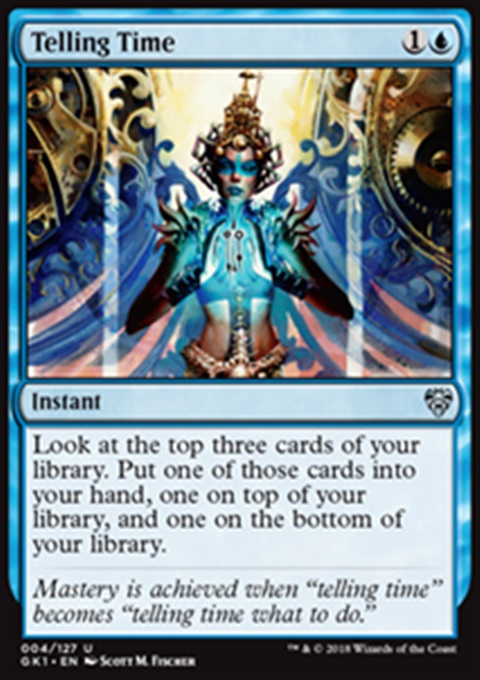 Telling Time 1
Instant
Look at the top three cards of your
library. Put one of those cards into
your hand, one on top of your
library, and one on the bottom of
your library.
Mastery is achieved when “telling time”
becomes “telling time what to do.”
004/127 U
GK1 • EN Scott M. Fischer
™ & © 2018 Wizards of the Coast